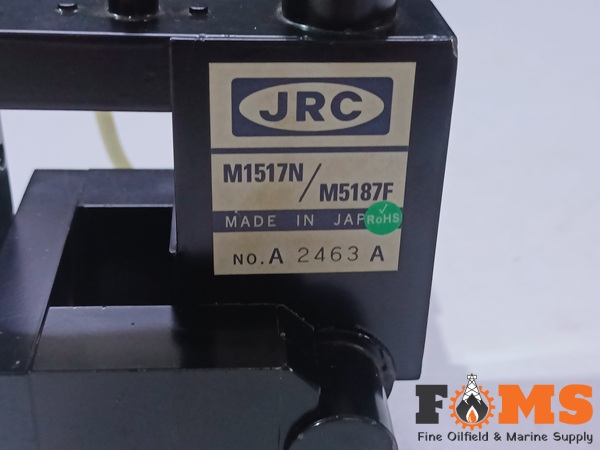 JRC
M1517N/
M5187F
MADE IN JAP
RoHS
NO. A 2463 A
FOMS
Fine Oilfield & Marine Supply